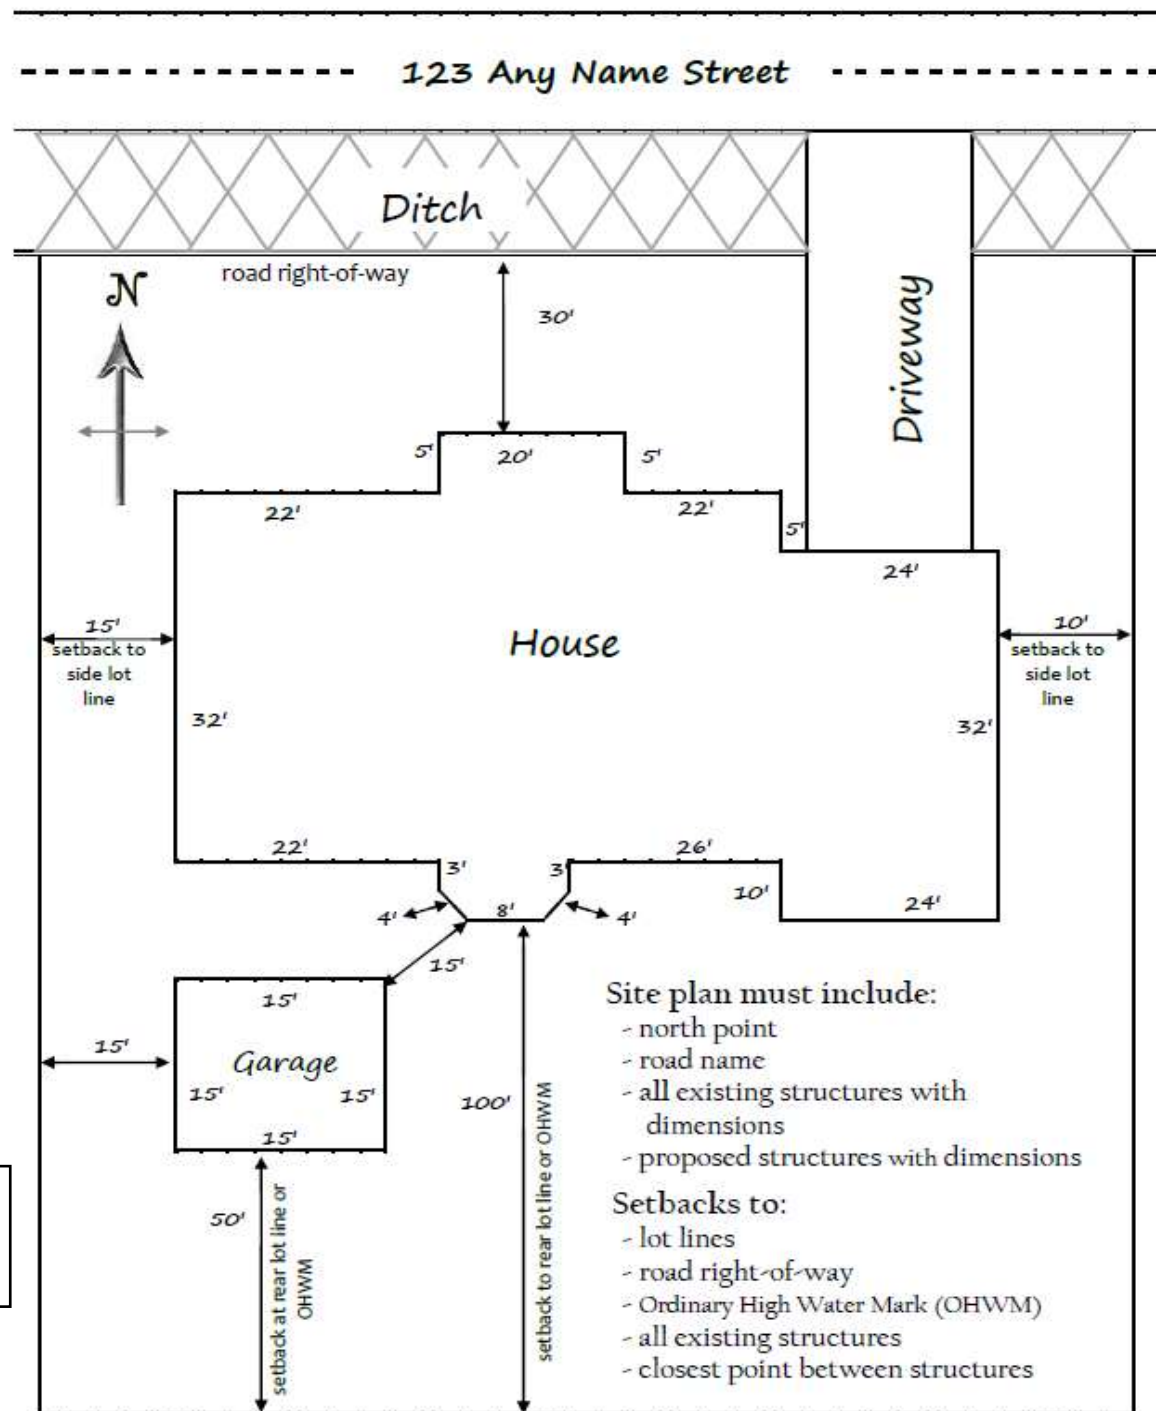 123 Any Name Street
Ditch
road right-of-way
N
30'
Driveway
5'
20'
5'
22'
22'
5'
24'
15'
setback to
side lot
line
House
10'
setback to
side lot
line
32'
32'
22'
3'
3'
26'
10'
24'
4'
8'
4'
15'
15'
Garage
15'
15'
15'
15'
100'
setback to rear lot line or OHWM
50'
setback at rear lot line or
OHWM
Site plan must include:
- north point
- road name
- all existing structures with
dimensions
- proposed structures with dimensions
Setbacks to:
- lot lines
- road right-of-way
- Ordinary High Water Mark (OHWM)
- all existing structures
- closest point between structures